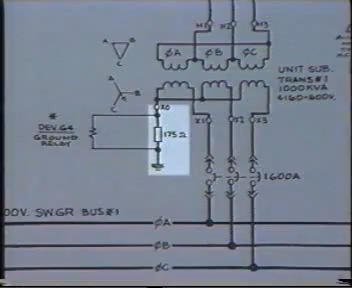 H1 H2 H3
ØA ØB ØC
A B
C
UNIT SUB.
TRANS#1
1000KVA
4160-600V.
A B
C
X0
*
DEV. 64
GROUND
RELAY
175Ω
X1 X2 X3
1600A
00V. SWGR BUS#1
ØA
ØB
ØC